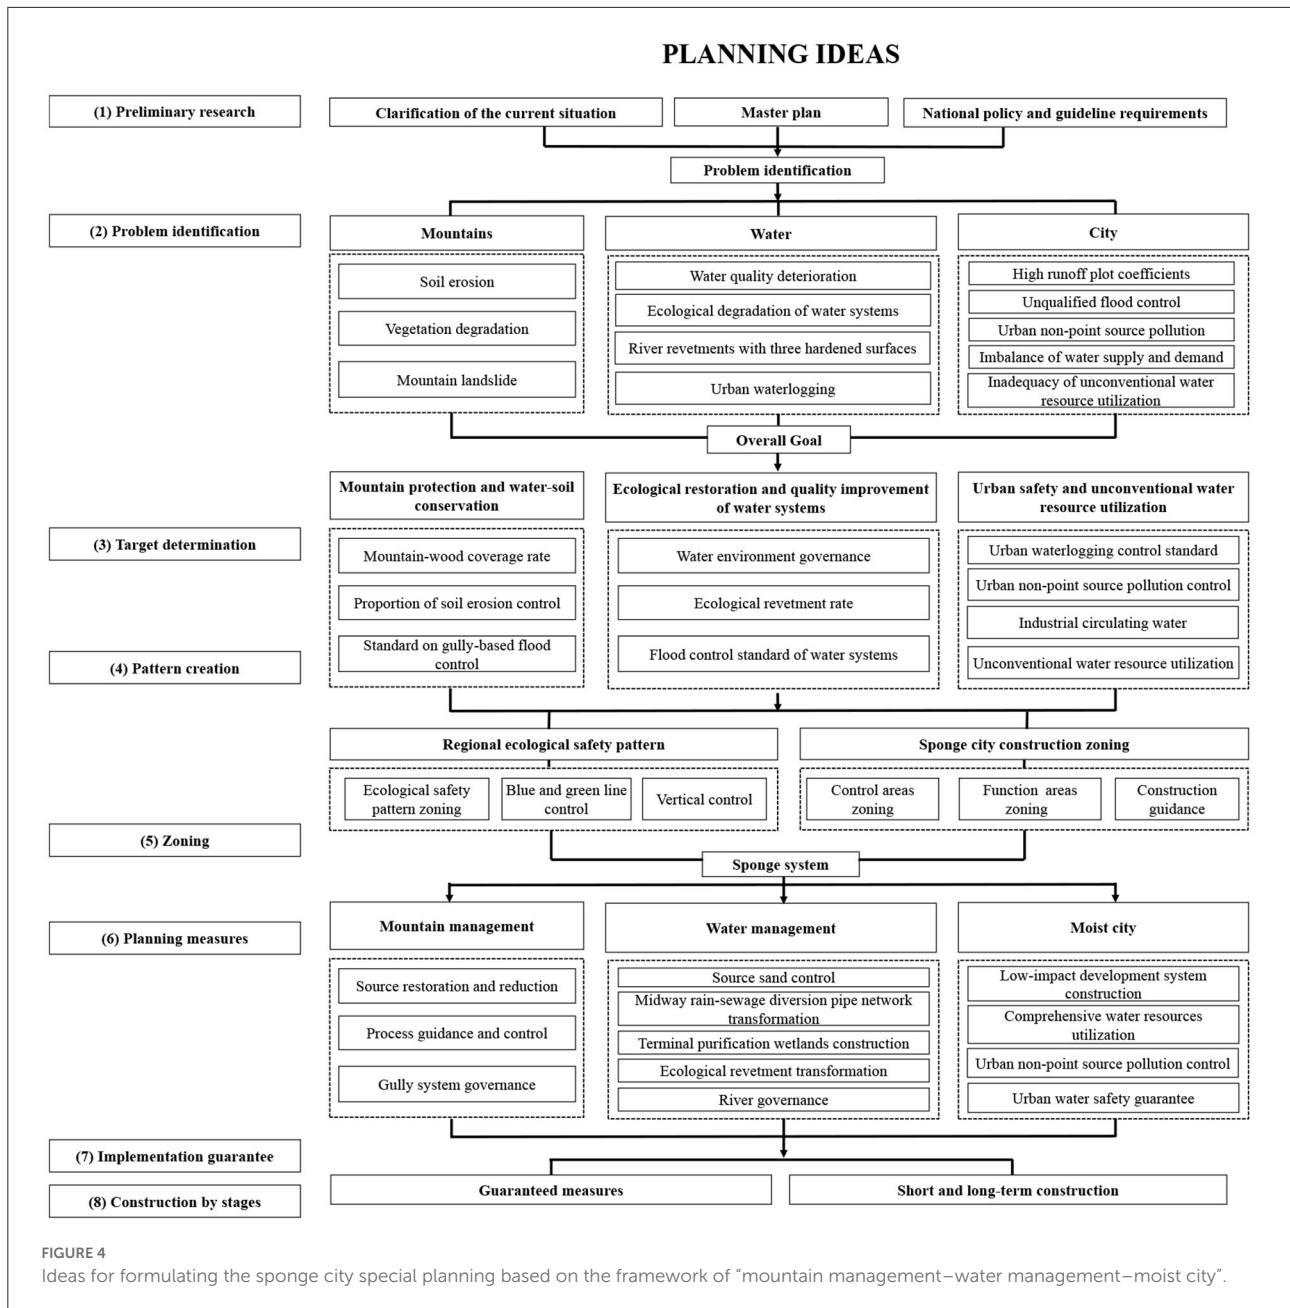 PLANNING IDEAS
(1) Preliminary research
Clarification of the current situation
Master plan
National policy and guideline requirements
Problem identification
(2) Problem identification
Mountains
Water
City
Soil erosion
Vegetation degradation
Mountain landslide
Water quality deterioration
Ecological degradation of water systems
River revetments with three hardened surfaces
Urban waterlogging
High runoff plot coefficients
Unqualified flood control
Urban non-point source pollution
Imbalance of water supply and demand
Inadequacy of unconventional water
resource utilization
Overall Goal
(3) Target determination
Mountain protection and water-soil
conservation
Ecological restoration and quality improvement
of water systems
Urban safety and unconventional water
resource utilization
Mountain-wood coverage rate
Proportion of soil erosion control
Standard on gully-based flood
control
Water environment governance
Ecological revetment rate
Flood control standard of water systems
Urban waterlogging control standard
Urban non-point source pollution control
Industrial circulating water
Unconventional water resource utilization
(4) Pattern creation
Regional ecological safety pattern
Sponge city construction zoning
Ecological safety
pattern zoning
Blue and green line
control
Vertical control
Control areas
zoning
Function areas
zoning
Construction
guidance
(5) Zoning
Sponge system
(6) Planning measures
Mountain management
Water management
Moist city
Source restoration and reduction
Process guidance and control
Gully system governance
Source sand control
Midway rain-sewage diversion pipe network
transformation
Terminal purification wetlands construction
Ecological revetment transformation
River governance
Low-impact development system
construction
Comprehensive water resources
utilization
Urban non-point source pollution control
Urban water safety guarantee
(7) Implementation guarantee
(8) Construction by stages
Guaranteed measures
Short and long-term construction
FIGURE 4
Ideas for formulating the sponge city special planning based on the framework of “mountain management–water management–moist city”.